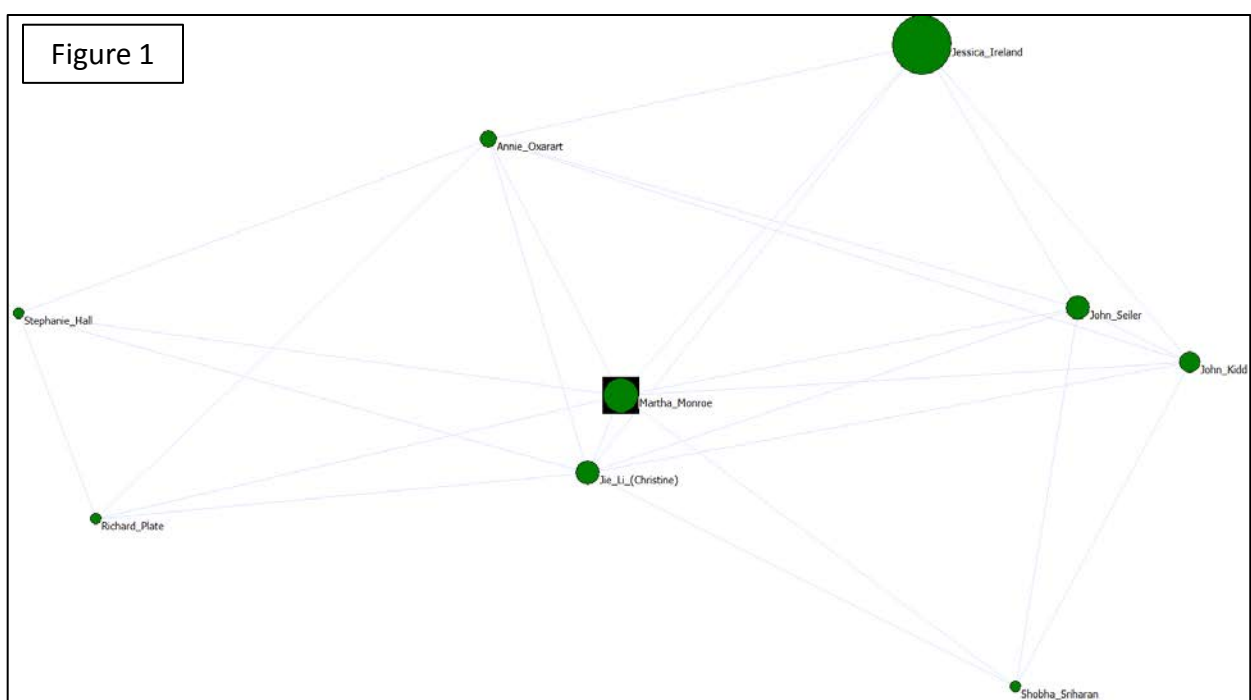 Figure 1
Jessica_Ireland
Annie_Oxarart
Stephanie_Hall
John_Seiler
John_Kidd
Martha_Monroe
Jie_Li_(Christine)
Richard_Plate
Shobha_Sriharan